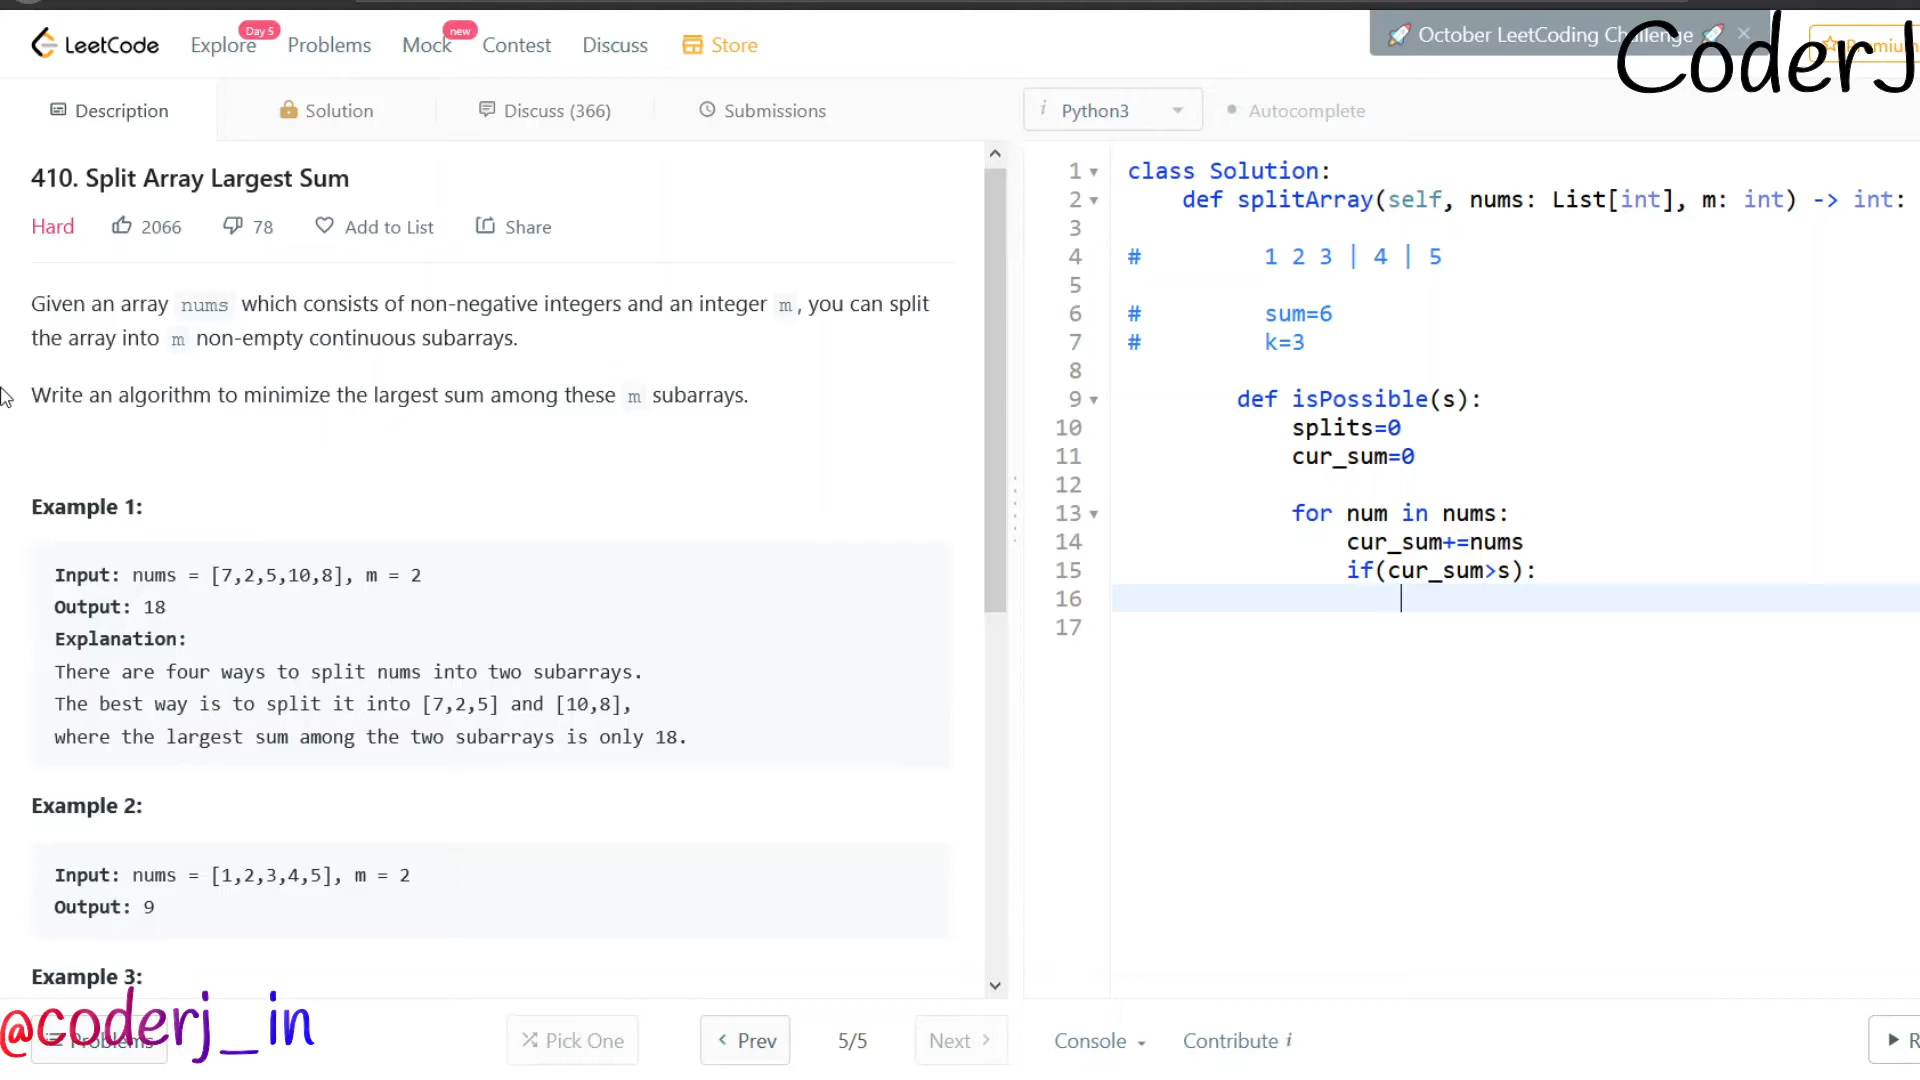 LeetCode
Explore
Day 5
Problems
Mock
new
Contest
Discuss
Store
October LeetCoding Challenge
CoderJ
Description
Solution
Discuss (366)
Submissions
i Python3
Autocomplete
410. Split Array Largest Sum
Hard
2066
78
Add to List
Share
Given an array nums which consists of non-negative integers and an integer m, you can split
the array into m non-empty continuous subarrays.
Write an algorithm to minimize the largest sum among these m subarrays.
Example 1:
Input: nums = [7,2,5,10,8], m = 2
Output: 18
Explanation:
There are four ways to split nums into two subarrays.
The best way is to split it into [7,2,5] and [10,8],
where the largest sum among the two subarrays is only 18.
Example 2:
Input: nums = [1,2,3,4,5], m = 2
Output: 9
Example 3:
1 class Solution:
2 def splitArray(self, nums: List[int], m: int) -> int:
3
4 # 1 2 3 | 4 | 5
5
6 # sum=6
7 # k=3
8
9 def isPossible(s):
10 splits=0
11 cur_sum=0
12
13 for num in nums:
14 cur_sum+=nums
15 if(cur_sum>s):
16
17
@coderj_in
Problems
Pick One
Prev
5/5
Next
Console
Contribute i
R